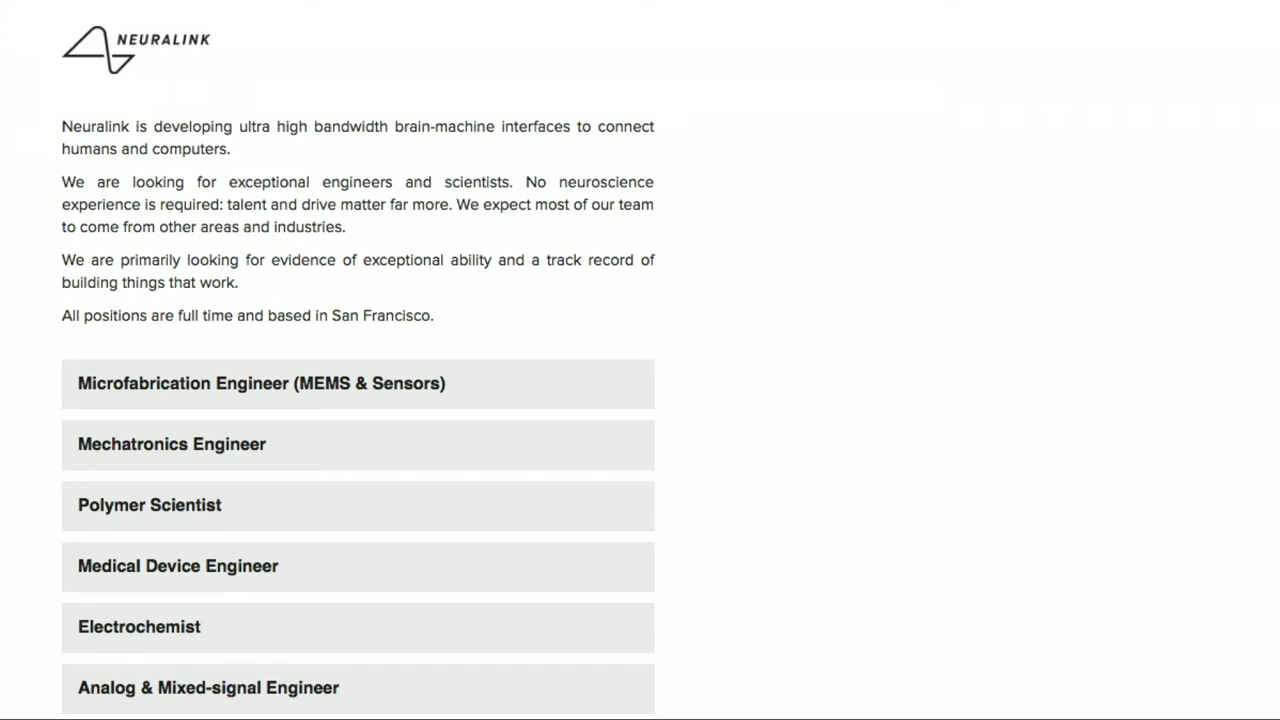 NEURALINK
Neuralink is developing ultra high bandwidth brain-machine interfaces to connect
humans and computers.
We are looking for exceptional engineers and scientists. No neuroscience
experience is required: talent and drive matter far more. We expect most of our team
to come from other areas and industries.
We are primarily looking for evidence of exceptional ability and a track record of
building things that work.
All positions are full time and based in San Francisco.
Microfabrication Engineer (MEMS & Sensors)
Mechatronics Engineer
Polymer Scientist
Medical Device Engineer
Electrochemist
Analog & Mixed-signal Engineer